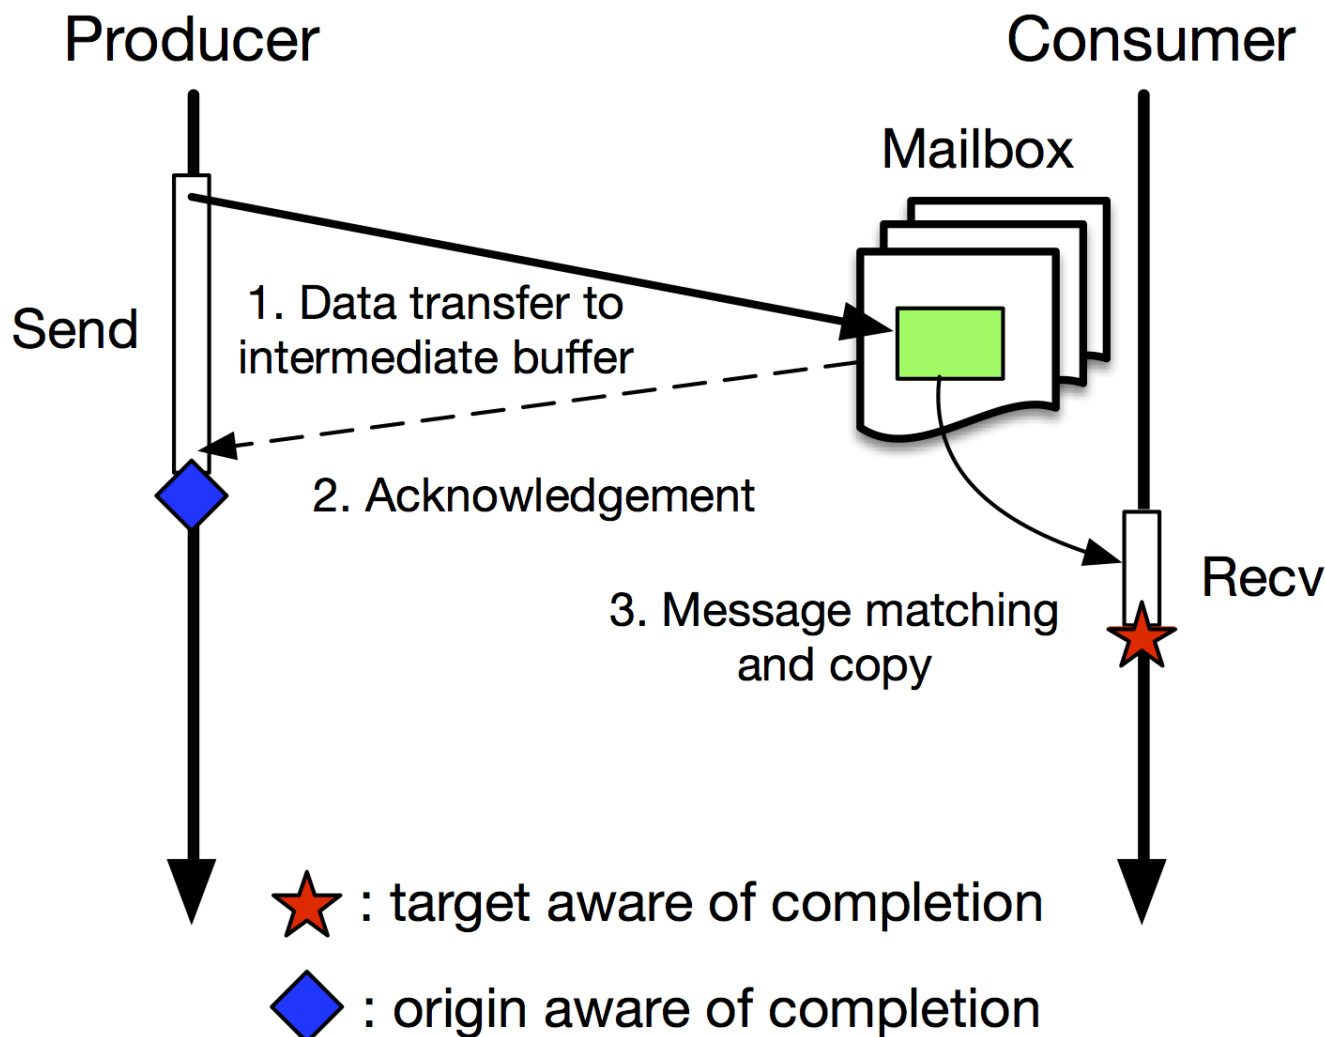 Producer
Consumer
Mailbox
Send
1. Data transfer to
intermediate buffer
2. Acknowledgement
Recv
3. Message matching
and copy
: target aware of completion
: origin aware of completion